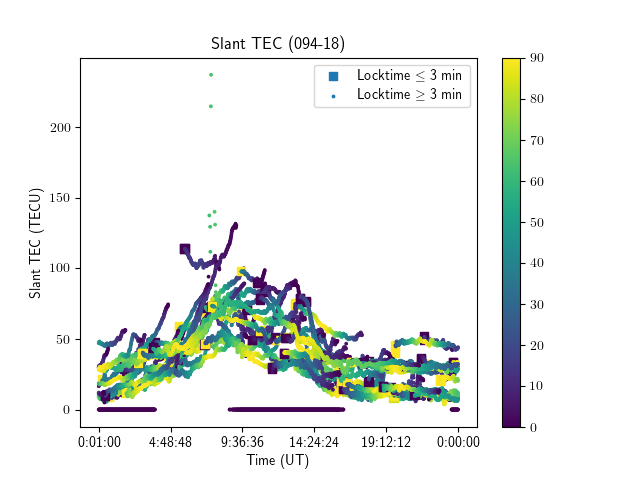 Slant TEC (094-18)
Locktime ≤ 3 min
Locktime ≥ 3 min
Slant TEC (TECU)
200
150
100
50
0
0:01:00 4:48:48 9:36:36 14:24:24 19:12:12 0:00:00
Time (UT)
90
80
70
60
50
40
30
20
10
0